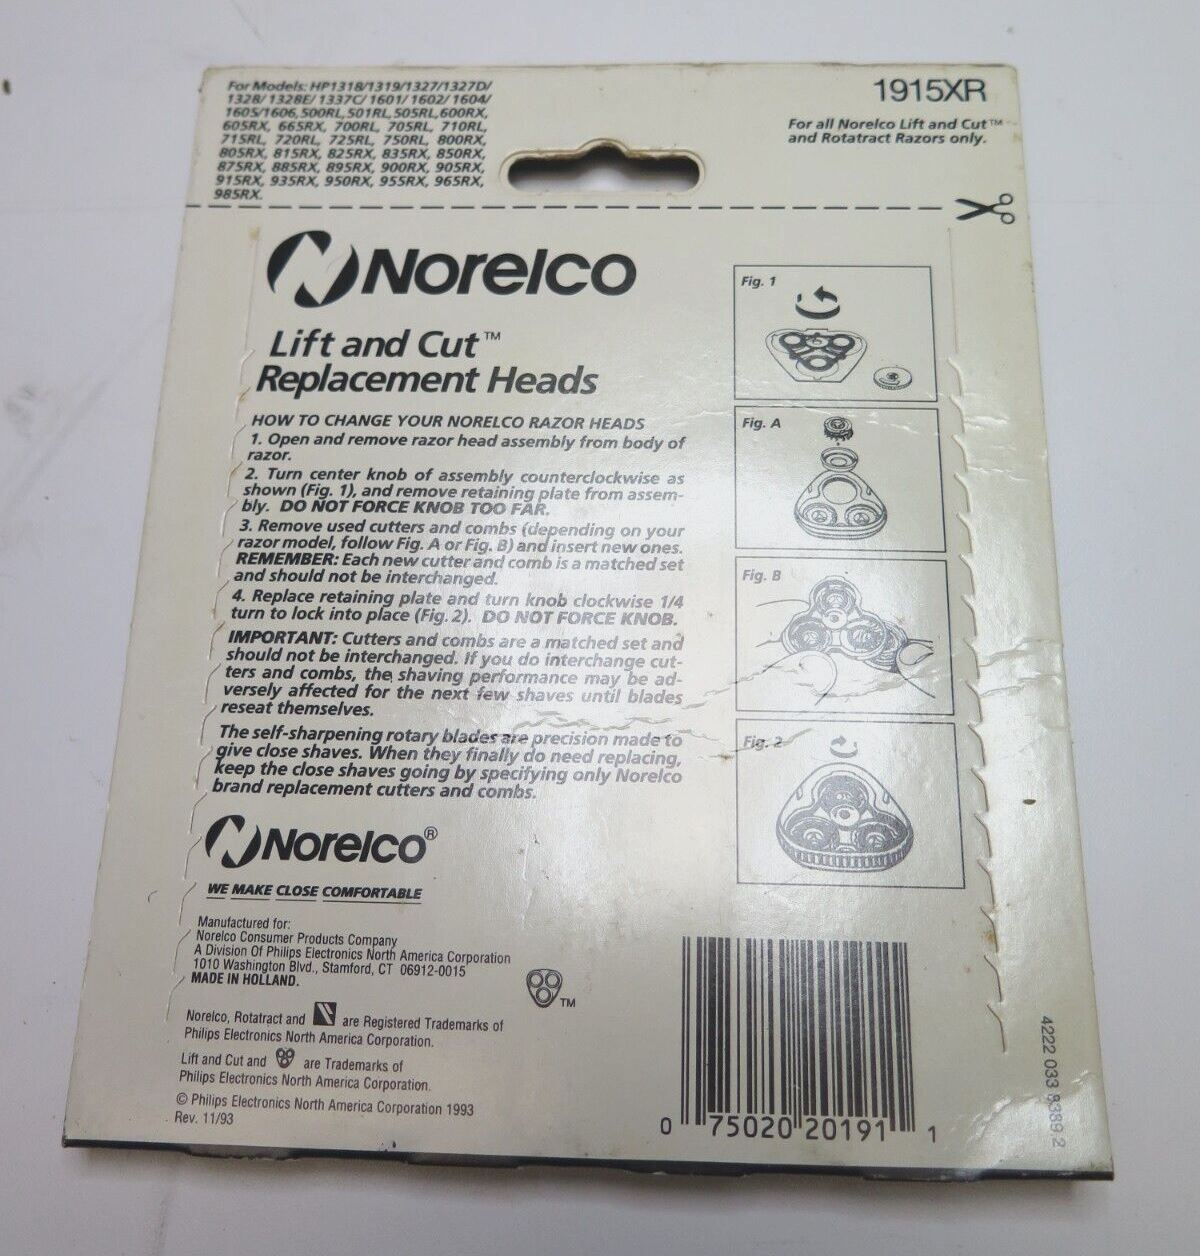 For Models: HP1318/1319/1327/1327D/
1328/ 1328E/ 1337C/ 1601/ 1602/ 1604/
1605/1606, 500RL, 501RL, 505RL, 600RX,
605RX, 665RX, 700RL, 705RL, 710RL,
715RL, 720RL, 725RL, 750RL, 800RX,
805RX, 815RX, 825RX, 835RX, 850RX,
875RX, 885RX, 895RX, 900RX, 905RX,
915RX, 935RX, 950RX, 955RX, 965RX,
985RX.
1915XR
For all Norelco Lift and Cut™
and Rotatract Razors only.
Norelco
Lift and Cut™
Replacement Heads
HOW TO CHANGE YOUR NORELCO RAZOR HEADS
1. Open and remove razor head assembly from body of
razor.
2. Turn center knob of assembly counterclockwise as
shown (Fig. 1), and remove retaining plate from assem-
bly. DO NOT FORCE KNOB TOO FAR.
3. Remove used cutters and combs (depending on your
razor model, follow Fig. A or Fig. B) and insert new ones.
REMEMBER: Each new cutter and comb is a matched set
and should not be interchanged.
4. Replace retaining plate and turn knob clockwise 1/4
turn to lock into place (Fig. 2). DO NOT FORCE KNOB.
IMPORTANT: Cutters and combs are a matched set and
should not be interchanged. If you do interchange cut-
ters and combs, the shaving performance may be ad-
versely affected for the next few shaves until blades
reseat themselves.
The self-sharpening rotary blades are precision made to
give close shaves. When they finally do need replacing,
keep the close shaves going by specifying only Norelco
brand replacement cutters and combs.
Norelco®
WE MAKE CLOSE COMFORTABLE
Manufactured for:
Norelco Consumer Products Company
A Division Of Philips Electronics North America Corporation
1010 Washington Blvd., Stamford, CT 06912-0015
MADE IN HOLLAND.
TM
Norelco, Rotatract and are Registered Trademarks of
Philips Electronics North America Corporation.
Lift and Cut and are Trademarks of
Philips Electronics North America Corporation.
© Philips Electronics North America Corporation 1993
Rev. 11/93
Fig. 1
Fig. A
Fig. B
Fig. 2
0 75020 20191 1
4222 033 8389 2